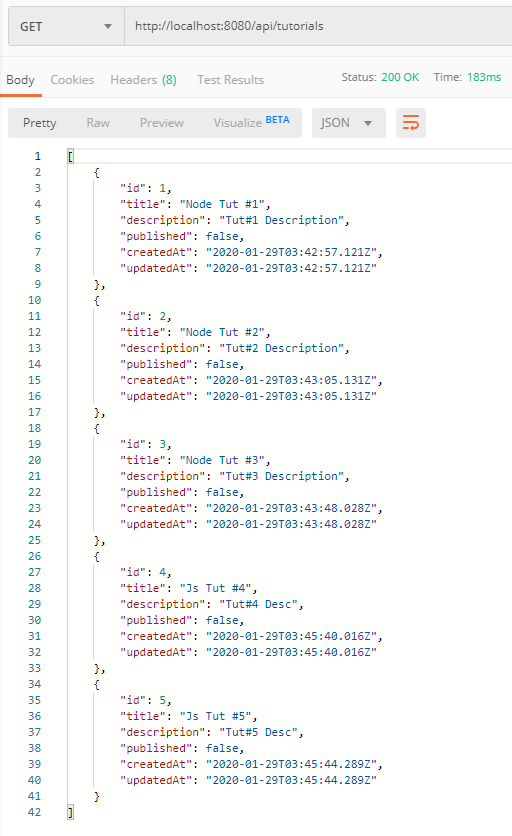 GET http://localhost:8080/api/tutorials
Body Cookies Headers (8) Test Results Status: 200 OK Time: 183ms
Pretty Raw Preview Visualize BETA JSON
1 [
2 {
3 "id": 1,
4 "title": "Node Tut #1",
5 "description": "Tut#1 Description",
6 "published": false,
7 "createdAt": "2020-01-29T03:42:57.121Z",
8 "updatedAt": "2020-01-29T03:42:57.121Z"
9 },
10 {
11 "id": 2,
12 "title": "Node Tut #2",
13 "description": "Tut#2 Description",
14 "published": false,
15 "createdAt": "2020-01-29T03:43:05.131Z",
16 "updatedAt": "2020-01-29T03:43:05.131Z"
17 },
18 {
19 "id": 3,
20 "title": "Node Tut #3",
21 "description": "Tut#3 Description",
22 "published": false,
23 "createdAt": "2020-01-29T03:43:48.028Z",
24 "updatedAt": "2020-01-29T03:43:48.028Z"
25 },
26 {
27 "id": 4,
28 "title": "Js Tut #4",
29 "description": "Tut#4 Desc",
30 "published": false,
31 "createdAt": "2020-01-29T03:45:40.016Z",
32 "updatedAt": "2020-01-29T03:45:40.016Z"
33 },
34 {
35 "id": 5,
36 "title": "Js Tut #5",
37 "description": "Tut#5 Desc",
38 "published": false,
39 "createdAt": "2020-01-29T03:45:44.289Z",
40 "updatedAt": "2020-01-29T03:45:44.289Z"
41 }
42 ]